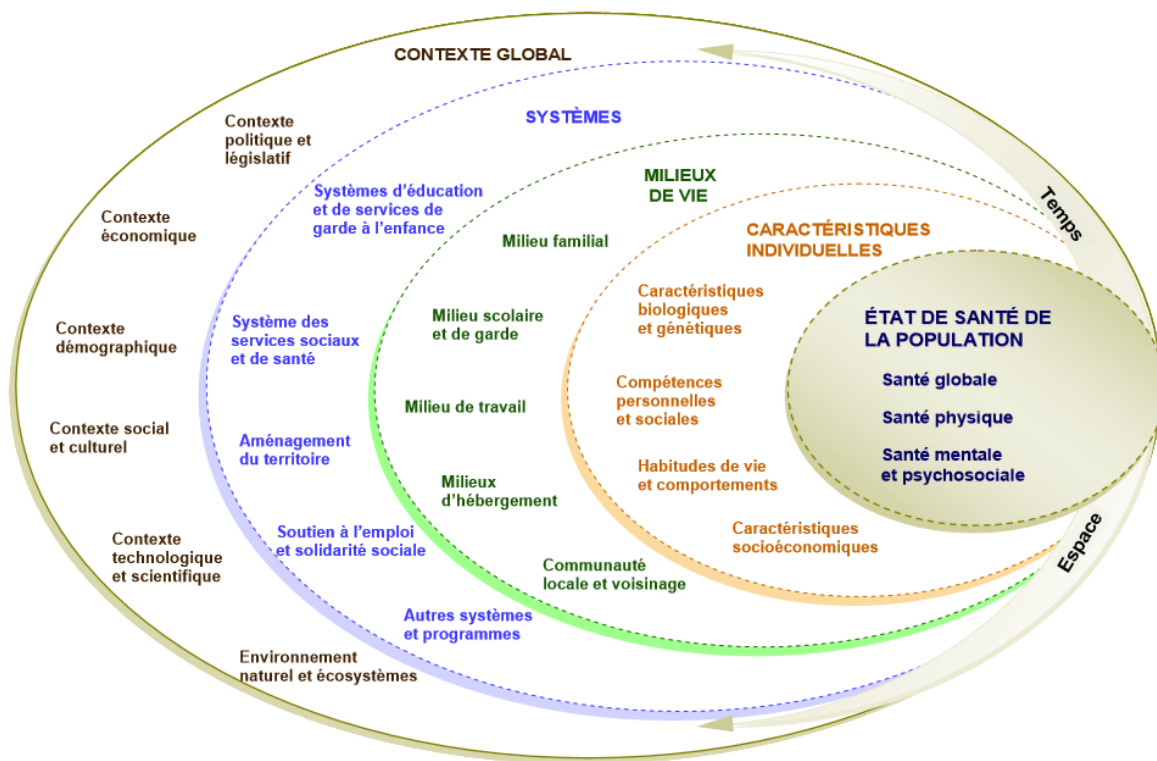 CONTEXTE GLOBAL
Contexte
politique et
législatif
Contexte
économique
Contexte
démographique
Contexte social
et culturel
Contexte
technologique
et scientifique
Environnement
naturel et écosystèmes
SYSTÈMES
Systèmes d’éducation
et de services de
garde à l’enfance
Système des
services sociaux
et de santé
Aménagement
du territoire
Soutien à l’emploi
et solidarité sociale
Autres systèmes
et programmes
MILIEUX
DE VIE
Milieu familial
Milieu scolaire
et de garde
Milieu de travail
Milieux
d’hébergement
Communauté
locale et voisinage
CARACTÉRISTIQUES
INDIVIDUELLES
Caractéristiques
biologiques
et génétiques
Compétences
personnelles
et sociales
Habitudes de vie
et comportements
Caractéristiques
socioéconomiques
ÉTAT DE SANTÉ DE
LA POPULATION
Santé globale
Santé physique
Santé mentale
et psychosociale
Temps
Espace